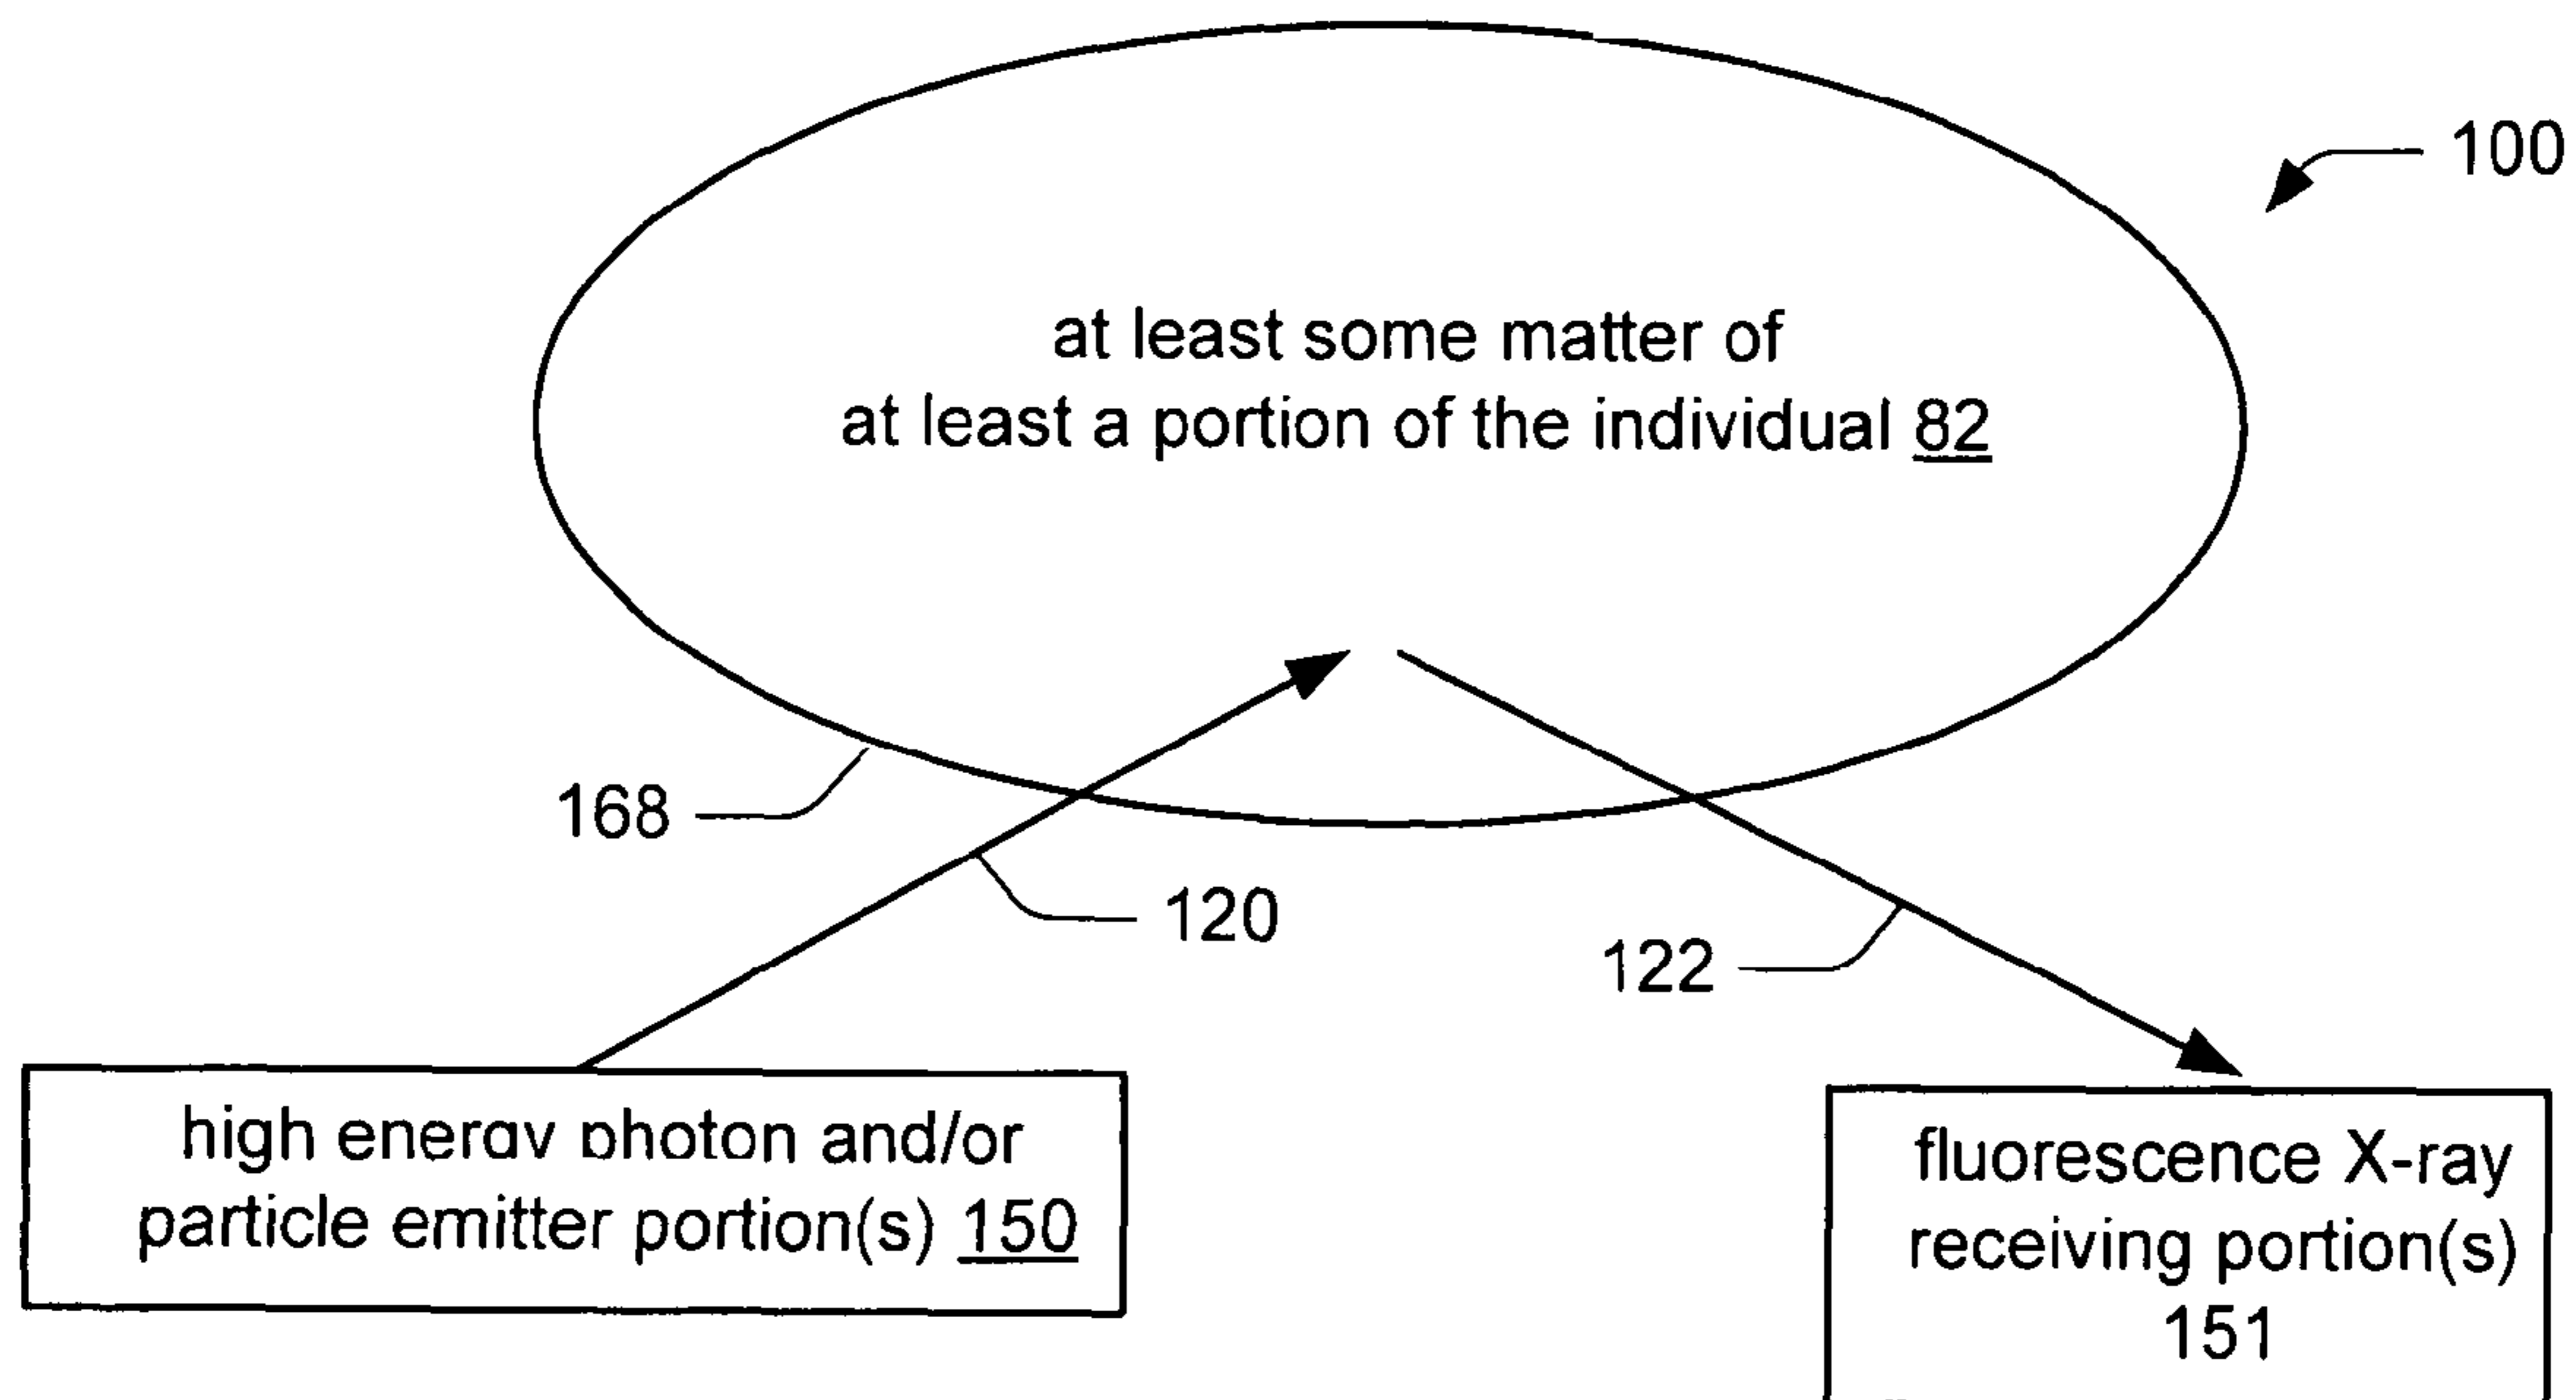 100
at least some matter of
at least a portion of the individual 82
168
120
122
high energy photon and/or
particle emitter portion(s) 150
fluorescence X-ray
receiving portion(s)
151